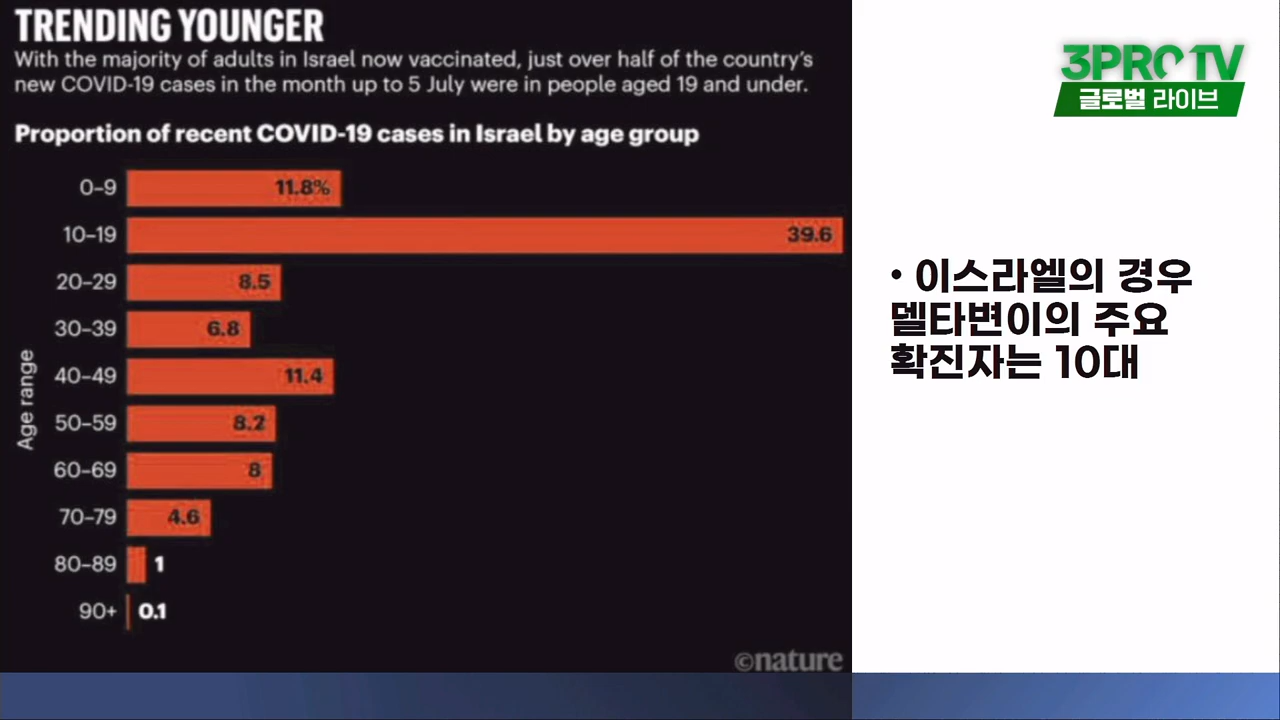 TRENDING YOUNGER
With the majority of adults in Israel now vaccinated, just over half of the country's
new COVID-19 cases in the month up to 5 July were in people aged 19 and under.
Proportion of recent COVID-19 cases in Israel by age group
0–9 11.8%
10–19 39.6
20–29 8.5
30–39 6.8
40–49 11.4
50–59 8.2
60–69 8
70–79 4.6
80–89 1
90+ 0.1
Age range
©nature
3PRO TV
글로벌 라이브
• 이스라엘의 경우
델타변이의 주요
확진자는 10대